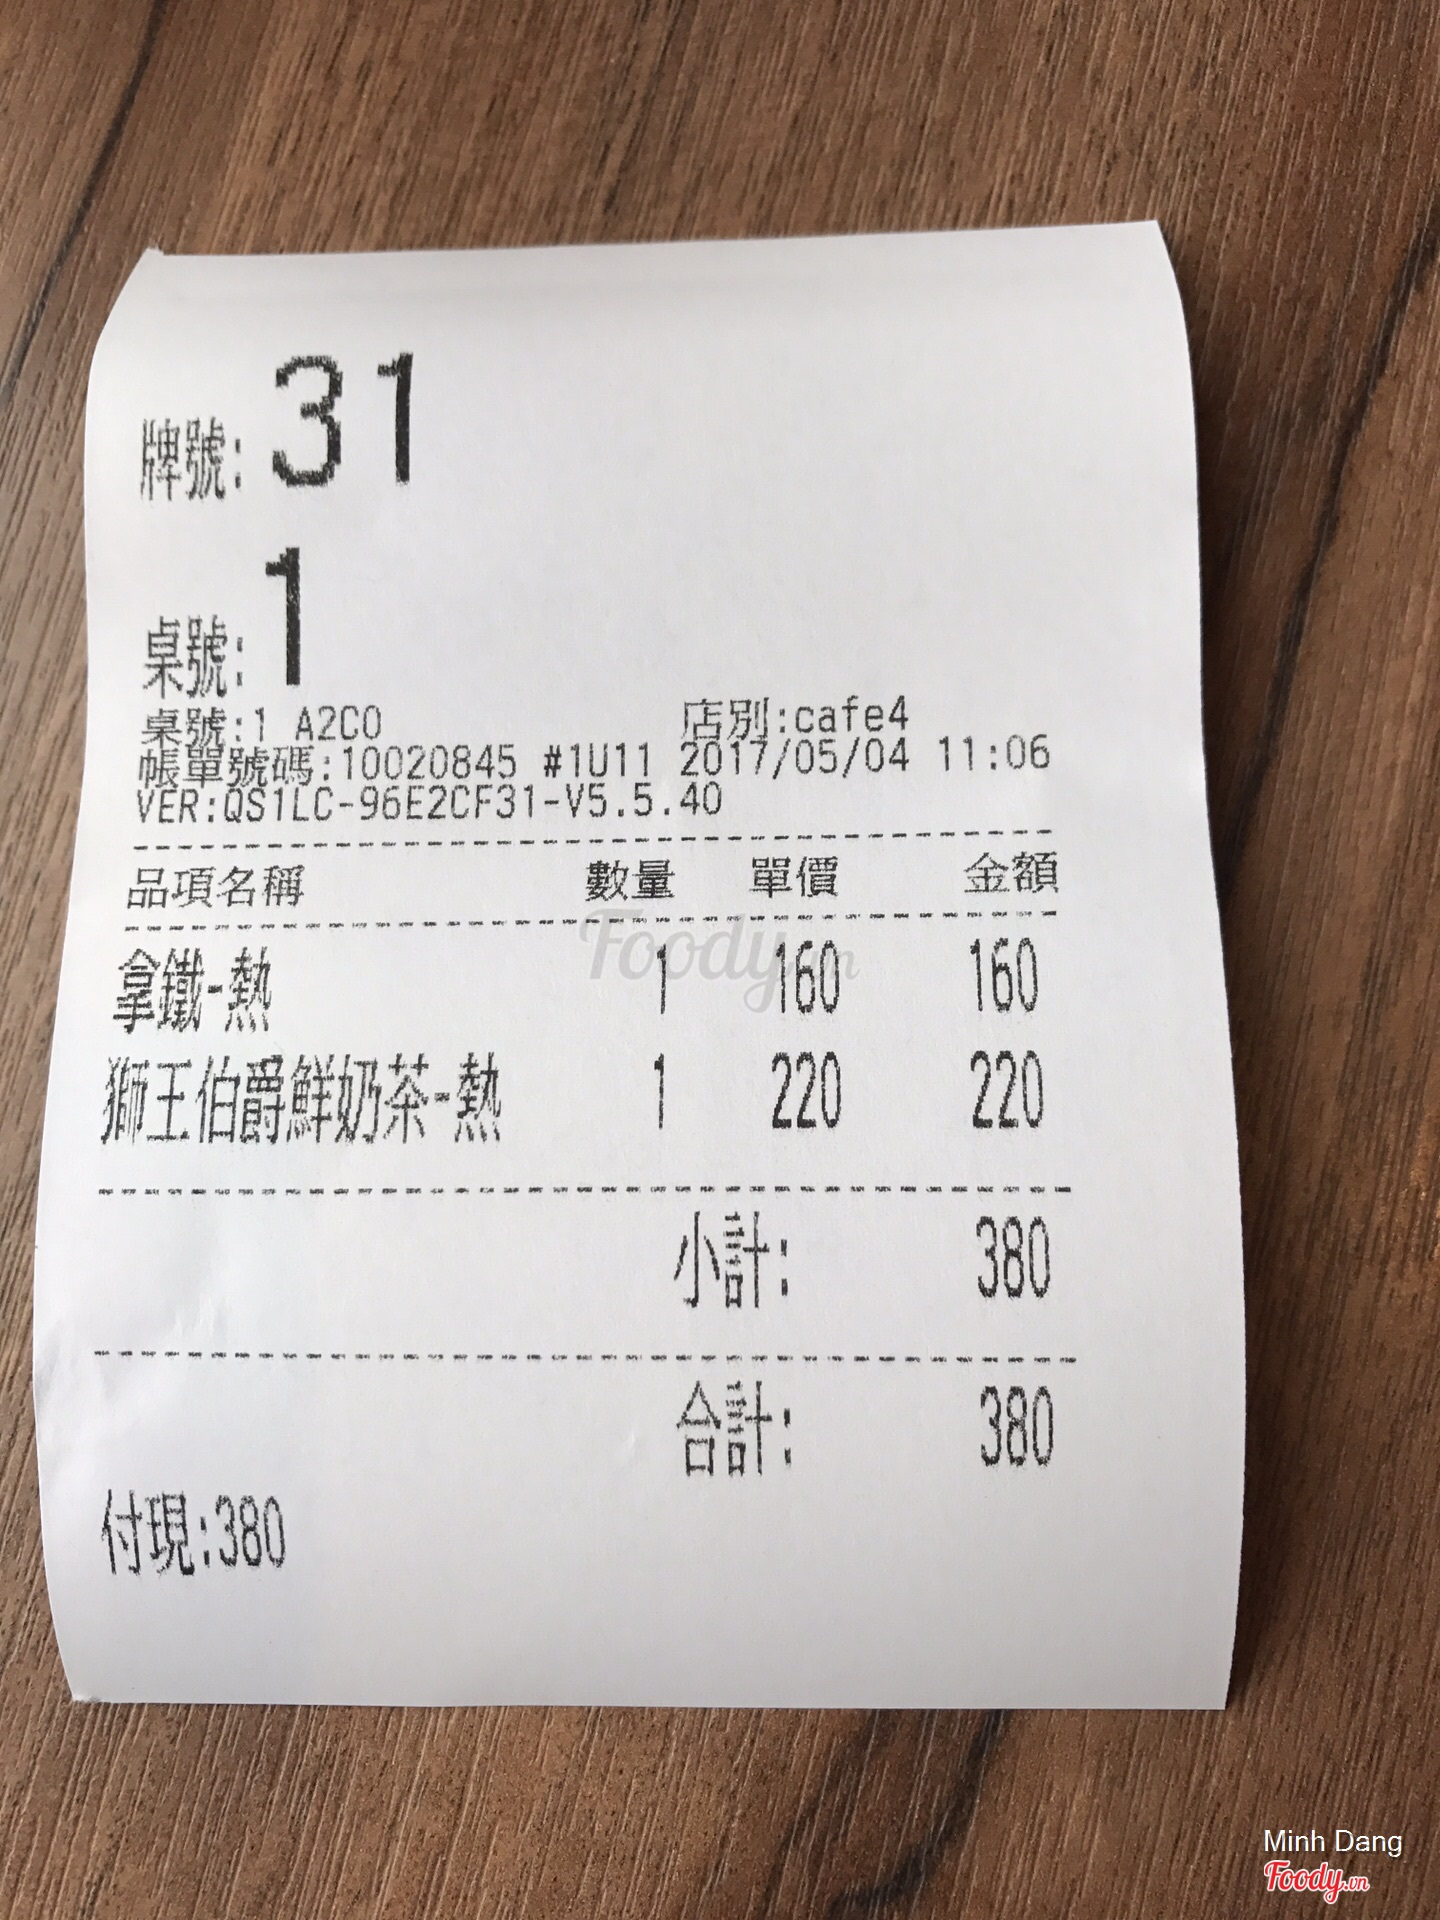 牌號:31
桌號:1
桌號:1 A2C0 店別:cafe4
帳單號碼:10020845 #1U11 2017/05/04 11:06
VER:QS1LC-96E2CF31-V5.5.40
品項名稱 數量 單價 金額
拿鐵-熱 1 160 160
獅王伯爵鮮奶茶-熱 1 220 220
小計: 380
合計: 380
付現:380
Foody.vn
Minh Dang
Foody.vn